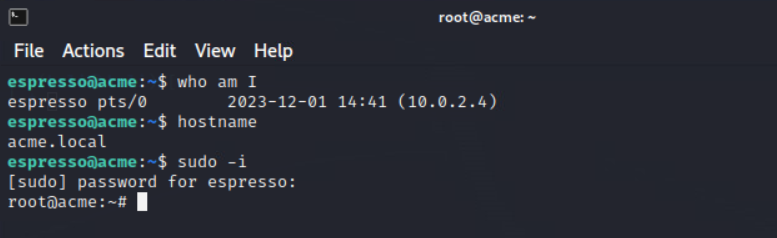 root@acme: ~
File Actions Edit View Help
espresso@acme:~$ who am I
espresso pts/0        2023-12-01 14:41 (10.0.2.4)
espresso@acme:~$ hostname
acme.local
espresso@acme:~$ sudo -i
[sudo] password for espresso:
root@acme:~#